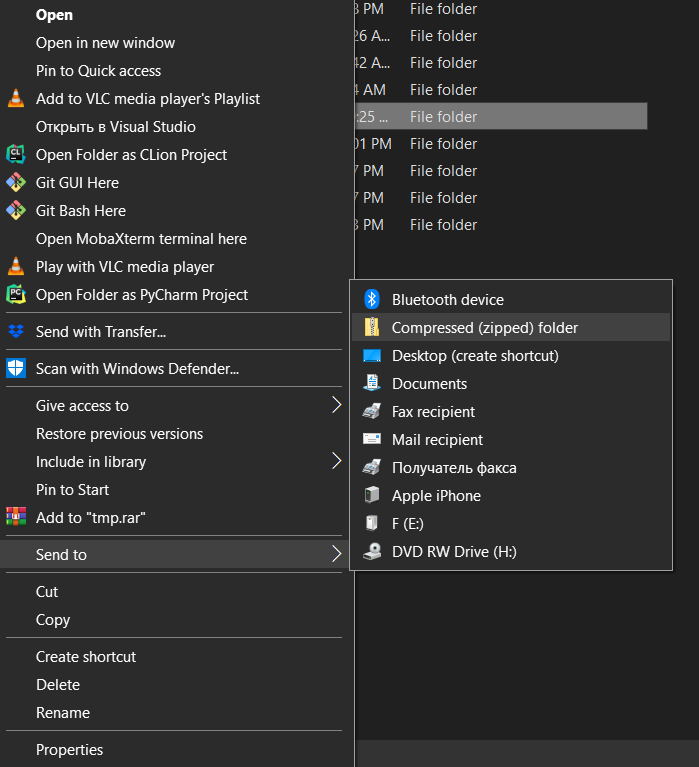 Open
Open in new window
Pin to Quick access
Add to VLC media player's Playlist
Открыть в Visual Studio
Open Folder as CLion Project
Git GUI Here
Git Bash Here
Open MobaXterm terminal here
Play with VLC media player
Open Folder as PyCharm Project
Send with Transfer...
Scan with Windows Defender...
Give access to
Restore previous versions
Include in library
Pin to Start
Add to "tmp.rar"
Send to
Cut
Copy
Create shortcut
Delete
Rename
Properties
PM File folder
26 A... File folder
42 A... File folder
AM File folder
:25 ... File folder
01 PM File folder
PM File folder
PM File folder
PM File folder
Bluetooth device
Compressed (zipped) folder
Desktop (create shortcut)
Documents
Fax recipient
Mail recipient
Получатель факса
Apple iPhone
F (E:)
DVD RW Drive (H:)